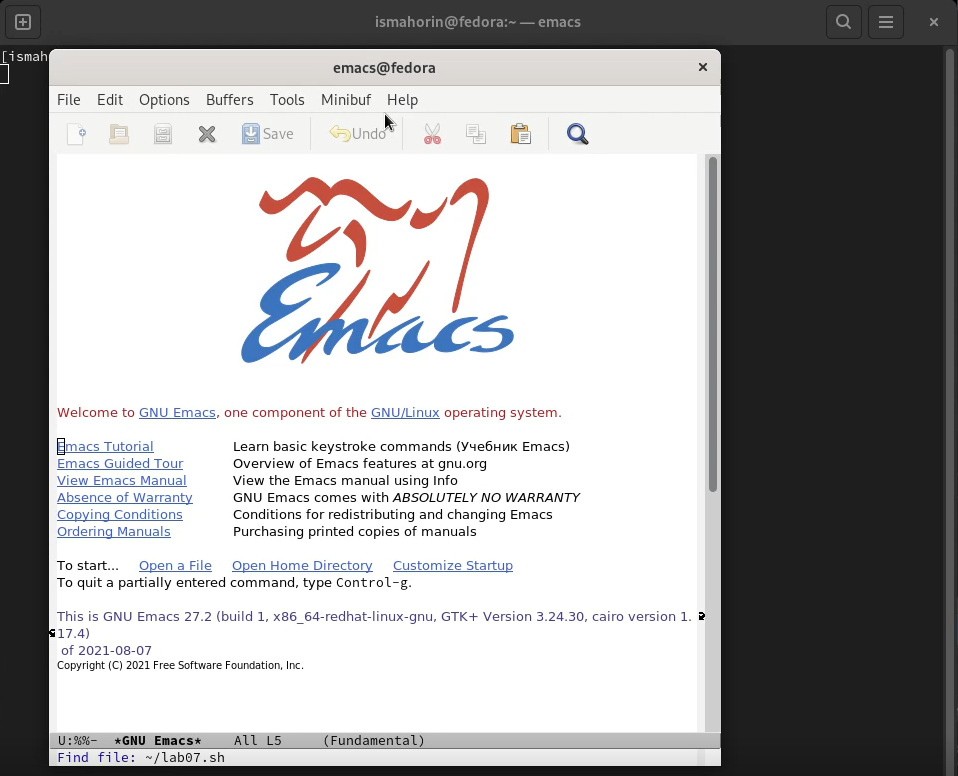 ismahorin@fedora:~ — emacs
[ismah
emacs@fedora
File Edit Options Buffers Tools Minibuf Help
Save Undo
Emacs
Welcome to GNU Emacs, one component of the GNU/Linux operating system.
Emacs Tutorial Learn basic keystroke commands (Учебник Emacs)
Emacs Guided Tour Overview of Emacs features at gnu.org
View Emacs Manual View the Emacs manual using Info
Absence of Warranty GNU Emacs comes with ABSOLUTELY NO WARRANTY
Copying Conditions Conditions for redistributing and changing Emacs
Ordering Manuals Purchasing printed copies of manuals
To start... Open a File Open Home Directory Customize Startup
To quit a partially entered command, type Control-g.
This is GNU Emacs 27.2 (build 1, x86_64-redhat-linux-gnu, GTK+ Version 3.24.30, cairo version 1.
17.4)
of 2021-08-07
Copyright (C) 2021 Free Software Foundation, Inc.
U:%%- *GNU Emacs* All L5 (Fundamental)
Find file: ~/lab07.sh